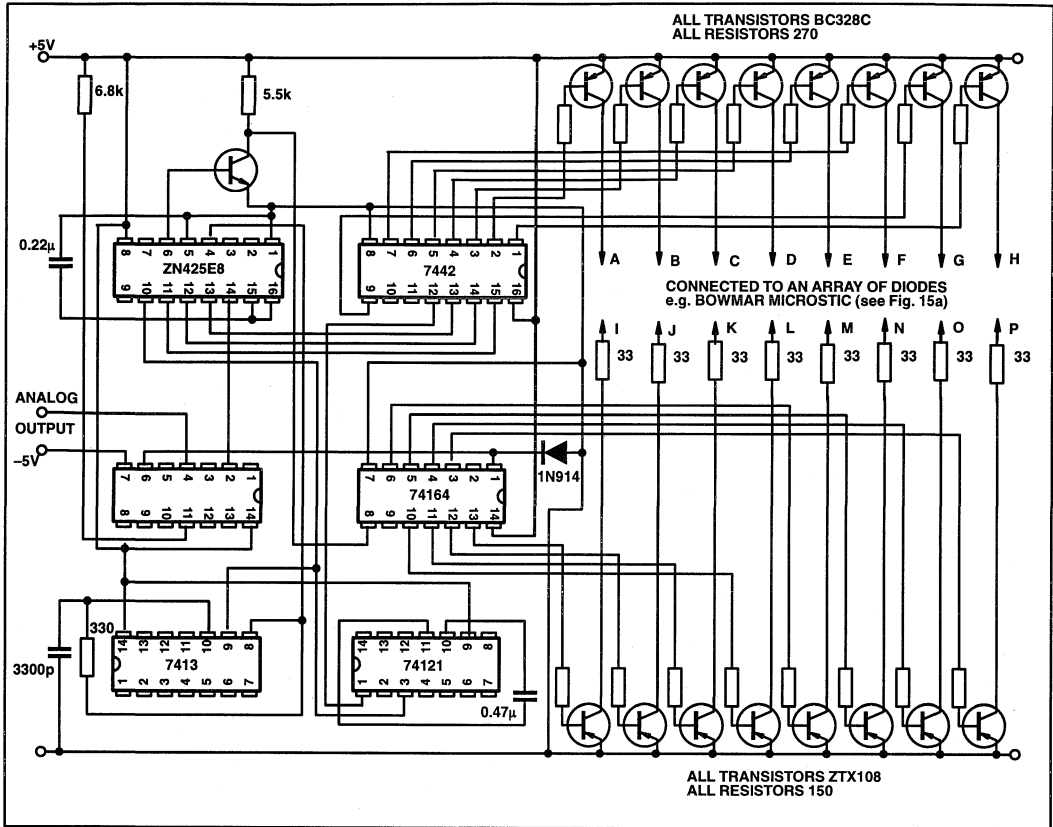 ALL TRANSISTORS BC328C
ALL RESISTORS 270
+5V
6.8k
5.5k
0.22μ
8 7 6 5 4 3 2 1
ZN425E8
9 10 11 12 13 14 15 16
8 7 6 5 4 3 2 1
7442
9 10 11 12 13 14 15 16
A B C D E F G H
CONNECTED TO AN ARRAY OF DIODES
e.g. BOWMAR MICROSTIC (see Fig. 15a)
I J K L M N O P
33 33 33 33 33 33 33 33
ANALOG
OUTPUT
–5V
7 6 5 4 3 2 1
8 9 10 11 12 13 14
7 6 5 4 3 2 1
74164
8 9 10 11 12 13 14
1N914
330
3300p
14 13 12 11 10 9 8
7413
1 2 3 4 5 6 7
14 13 12 11 10 9 8
74121
1 2 3 4 5 6 7
0.47μ
ALL TRANSISTORS ZTX108
ALL RESISTORS 150